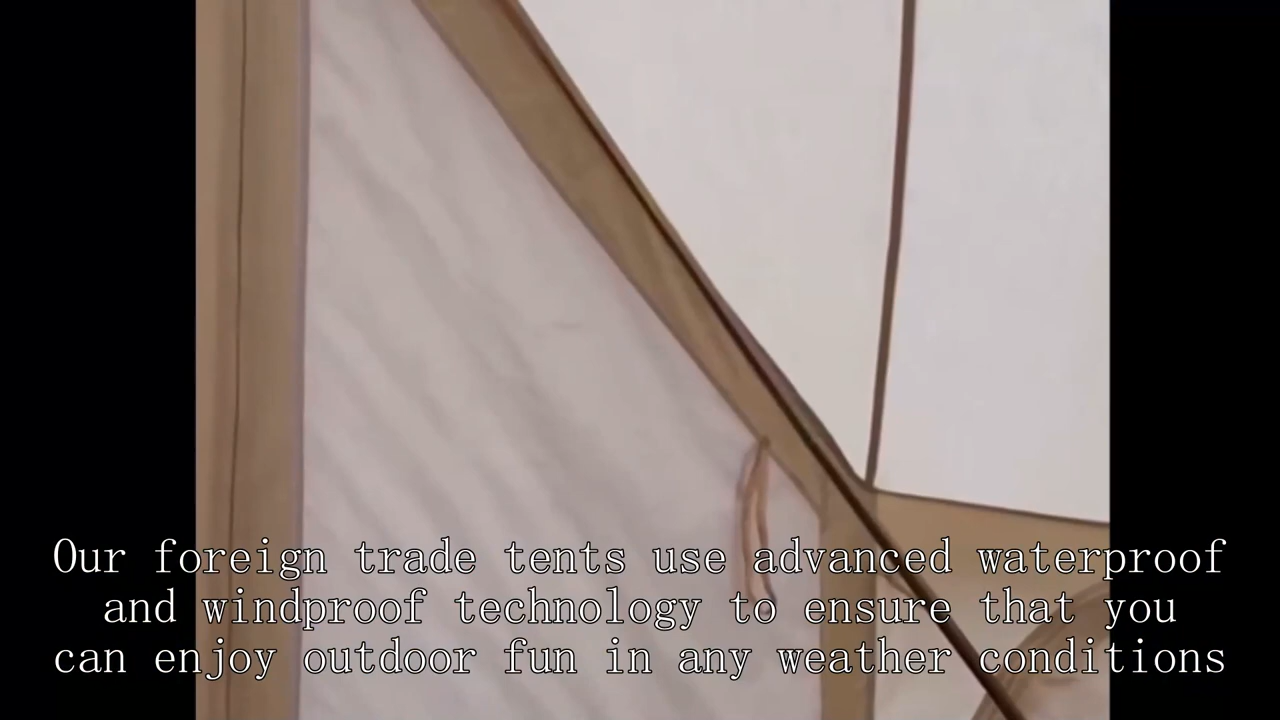 Our foreign trade tents use advanced waterproof
and windproof technology to ensure that you
can enjoy outdoor fun in any weather conditions